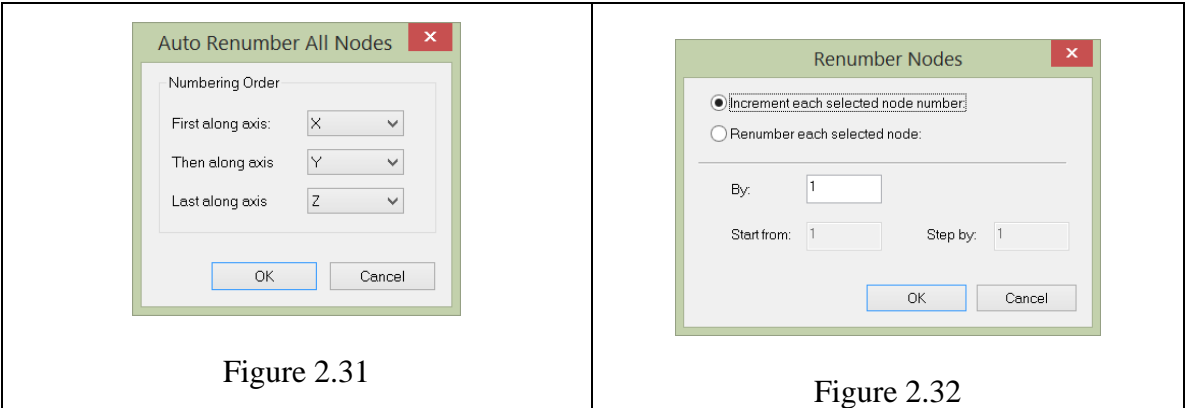 Auto Renumber All Nodes
Numbering Order
First along axis: X
Then along axis Y
Last along axis Z
OK Cancel
Figure 2.31
Renumber Nodes
Increment each selected node number:
Renumber each selected node:
By: 1
Start from: 1 Step by: 1
OK Cancel
Figure 2.32